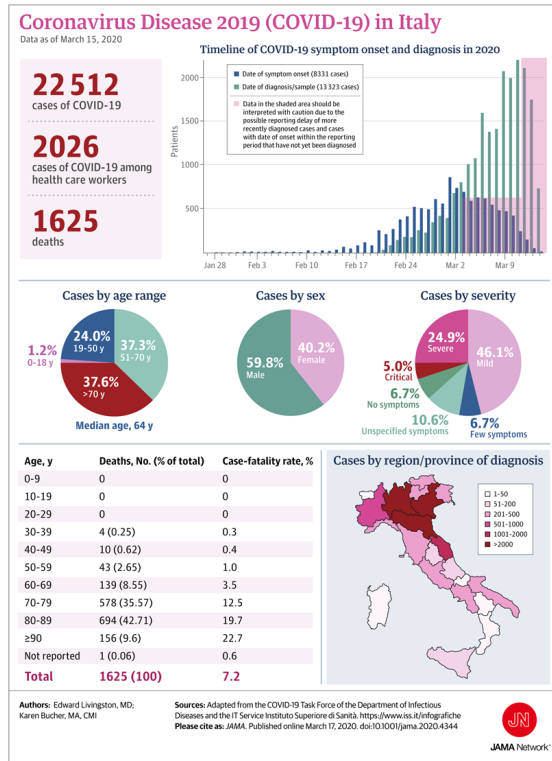 Coronavirus Disease 2019 (COVID-19) in Italy
Data as of March 15, 2020
22 512
cases of COVID-19
2026
cases of COVID-19 among
health care workers
1625
deaths
Timeline of COVID-19 symptom onset and diagnosis in 2020
Patients
2000
1500
1000
500
Date of symptom onset (8331 cases)
Date of diagnosis/sample (13 323 cases)
Data in the shaded area should be
interpreted with caution due to the
possible reporting delay of more
recently diagnosed cases and cases
with date of onset within the reporting
period that have not yet been diagnosed
Jan 28 Feb 3 Feb 10 Feb 17 Feb 24 Mar 2 Mar 9
Cases by age range
24.0%
19-50 y
37.3%
51-70 y
1.2%
0-18 y
37.6%
>70 y
Median age, 64 y
Cases by sex
40.2%
Female
59.8%
Male
Cases by severity
24.9%
Severe
46.1%
Mild
5.0%
Critical
6.7%
No symptoms
10.6%
Unspecified symptoms
6.7%
Few symptoms
Age, y Deaths, No. (% of total) Case-fatality rate, %
0-9 0 0
10-19 0 0
20-29 0 0
30-39 4 (0.25) 0.3
40-49 10 (0.62) 0.4
50-59 43 (2.65) 1.0
60-69 139 (8.55) 3.5
70-79 578 (35.57) 12.5
80-89 694 (42.71) 19.7
≥90 156 (9.6) 22.7
Not reported 1 (0.06) 0.6
Total 1625 (100) 7.2
Cases by region/province of diagnosis
1-50
51-200
201-500
501-1000
1001-2000
>2000
Authors: Edward Livingston, MD;
Karen Bucher, MA, CMI
Sources: Adapted from the COVID-19 Task Force of the Department of Infectious
Diseases and the IT Service Instituto Superiore di Sanità. https://www.iss.it/infografiche
Please cite as: JAMA. Published online March 17, 2020. doi:10.1001/jama.2020.4344
JN
JAMA Network™